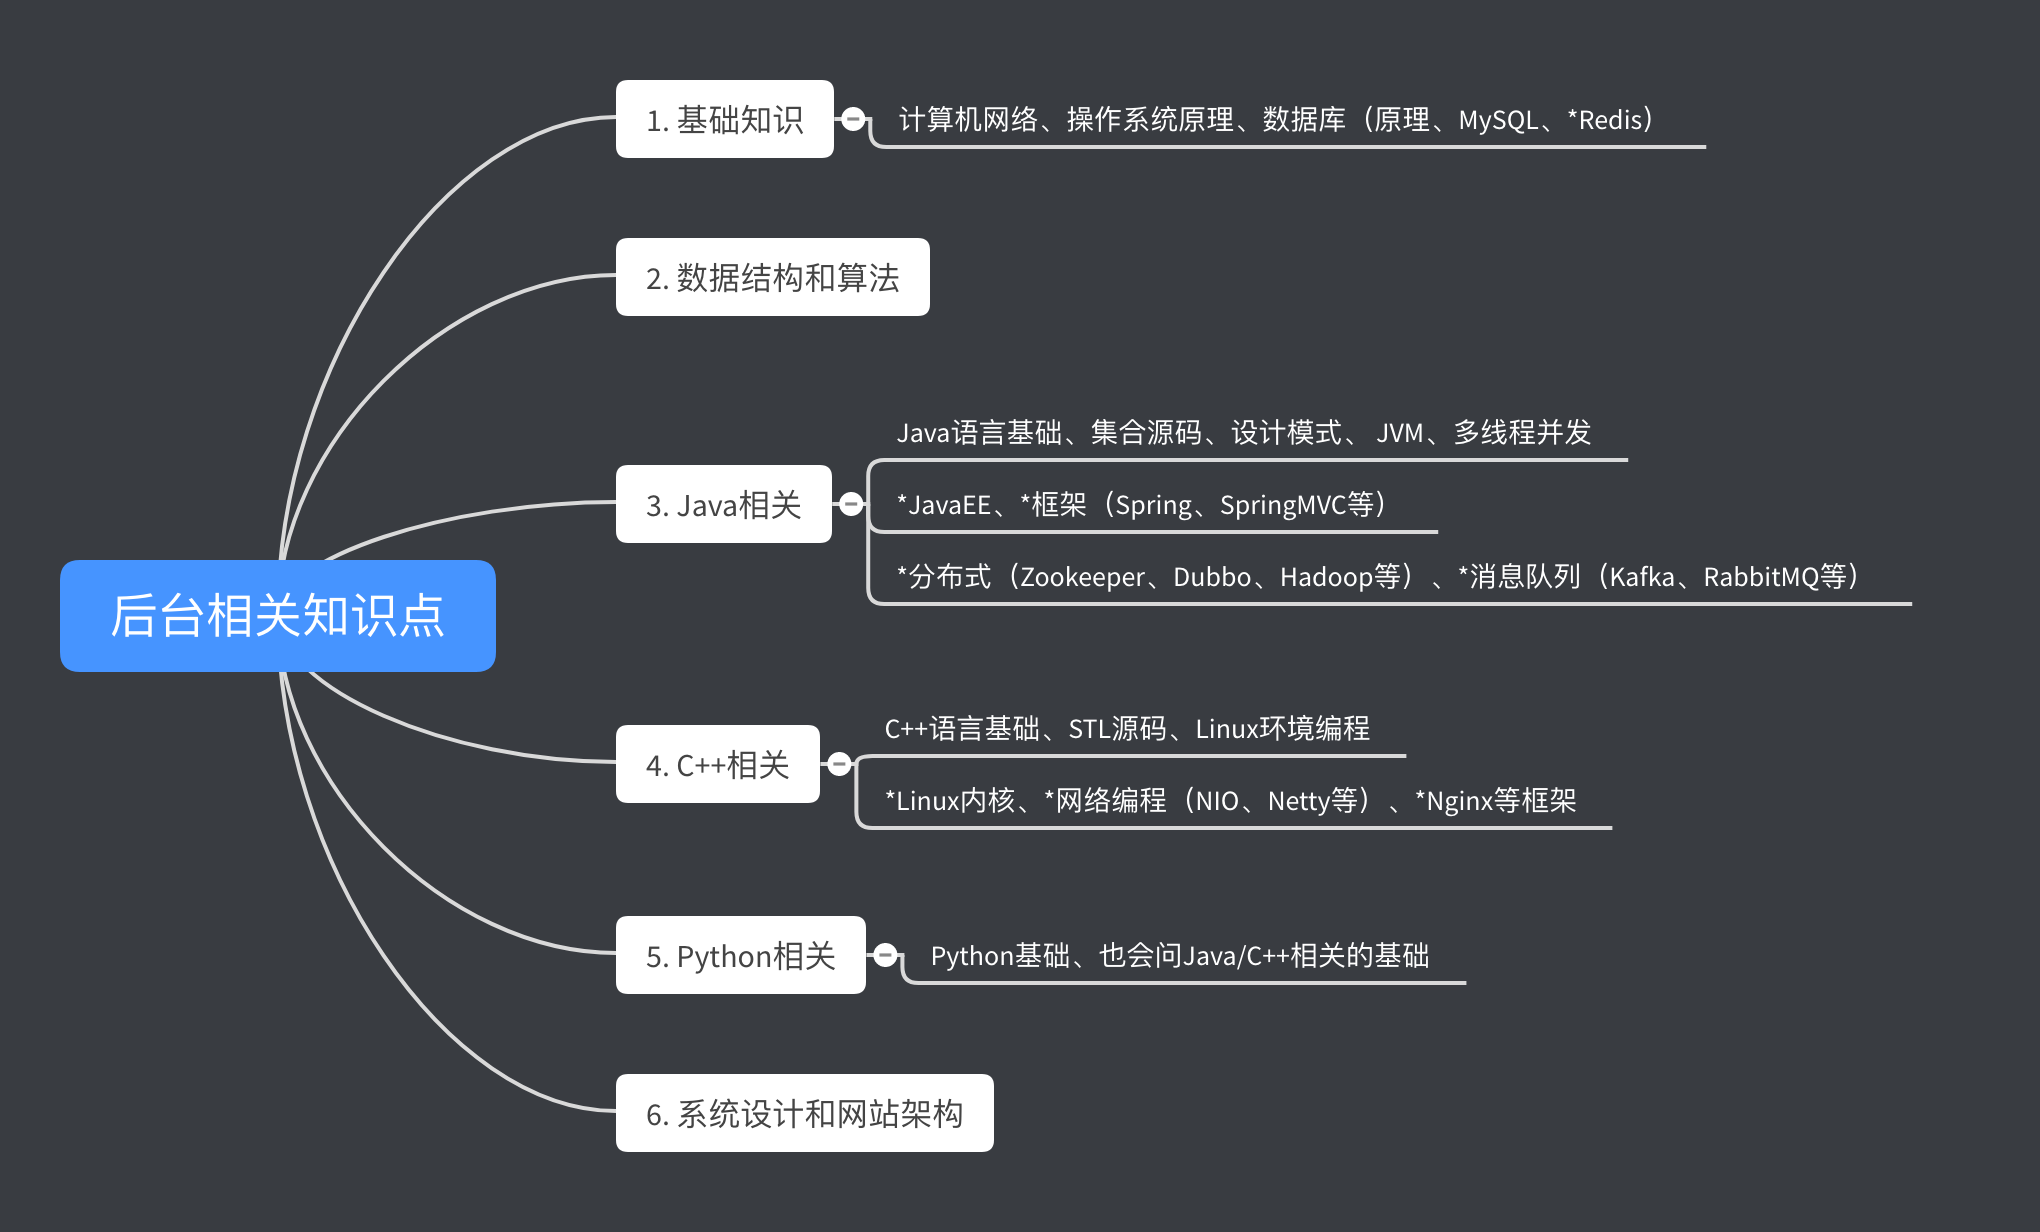 后台相关知识点
1. 基础知识
计算机网络、操作系统原理、数据库（原理、MySQL、*Redis）
2. 数据结构和算法
3. Java相关
Java语言基础、集合源码、设计模式、 JVM、多线程并发
*JavaEE、*框架（Spring、SpringMVC等）
*分布式（Zookeeper、Dubbo、Hadoop等）、*消息队列（Kafka、RabbitMQ等）
4. C++相关
C++语言基础、STL源码、Linux环境编程
*Linux内核、*网络编程（NIO、Netty等）、*Nginx等框架
5. Python相关
Python基础、也会问Java/C++相关的基础
6. 系统设计和网站架构